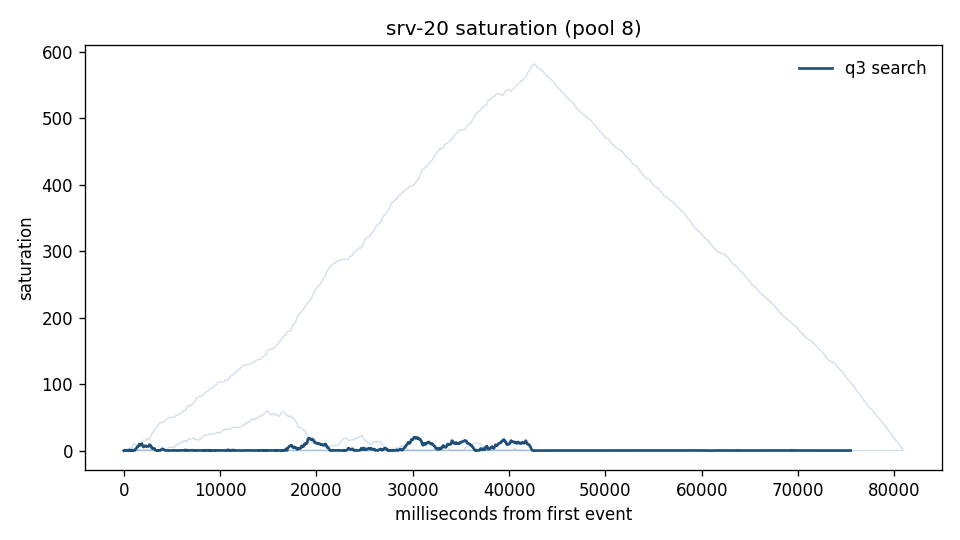 srv-20 saturation (pool 8)
q3 search
600
500
400
300
200
100
0
saturation
0 10000 20000 30000 40000 50000 60000 70000 80000
milliseconds from first event